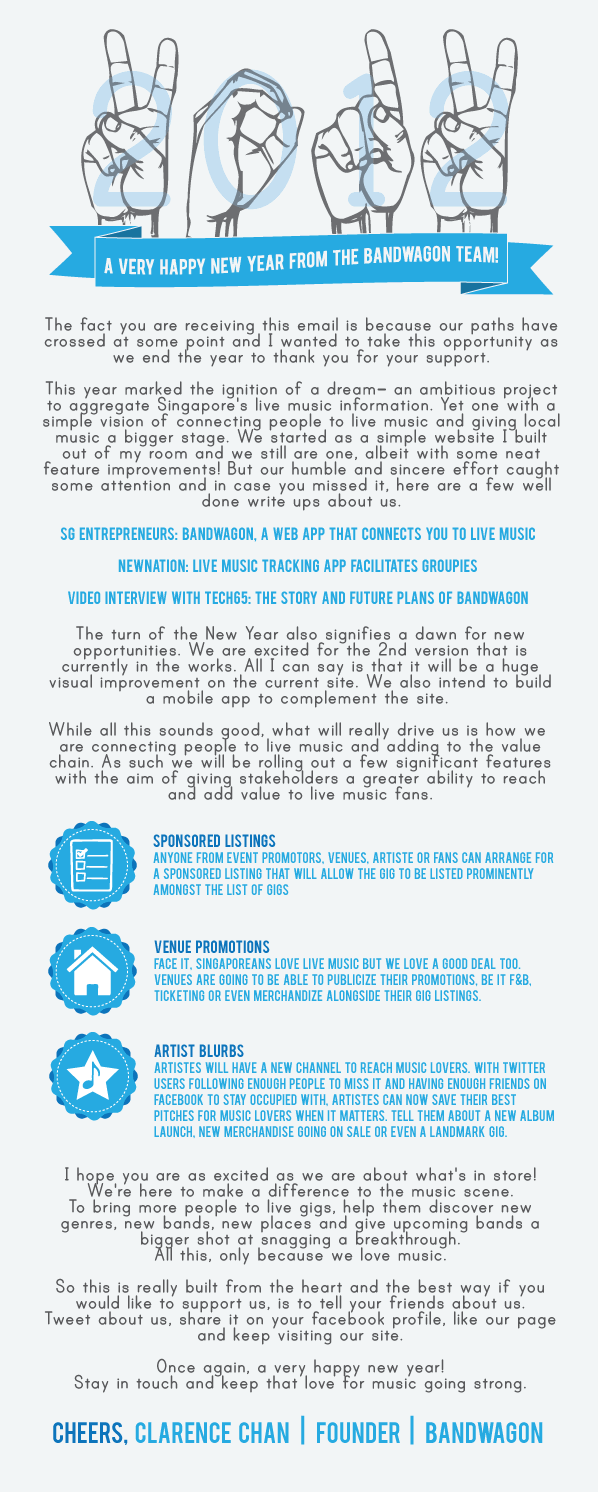 2012
A VERY HAPPY NEW YEAR FROM THE BANDWAGON TEAM!
The fact you are receiving this email is because our paths have
crossed at some point and I wanted to take this opportunity as
we end the year to thank you for your support.
This year marked the ignition of a dream– an ambitious project
to aggregate Singapore's live music information. Yet one with a
simple vision of connecting people to live music and giving local
music a bigger stage. We started as a simple website I built
out of my room and we still are one, albeit with some neat
feature improvements! But our humble and sincere effort caught
some attention and in case you missed it, here are a few well
done write ups about us.
SG ENTREPRENEURS: BANDWAGON, A WEB APP THAT CONNECTS YOU TO LIVE MUSIC
NEWNATION: LIVE MUSIC TRACKING APP FACILITATES GROUPIES
VIDEO INTERVIEW WITH TECH65: THE STORY AND FUTURE PLANS OF BANDWAGON
The turn of the New Year also signifies a dawn for new
opportunities. We are excited for the 2nd version that is
currently in the works. All I can say is that it will be a huge
visual improvement on the current site. We also intend to build
a mobile app to complement the site.
While all this sounds good, what will really drive us is how we
are connecting people to live music and adding to the value
chain. As such we will be rolling out a few significant features
with the aim of giving stakeholders a greater ability to reach
and add value to live music fans.
SPONSORED LISTINGS
ANYONE FROM EVENT PROMOTORS, VENUES, ARTISTE OR FANS CAN ARRANGE FOR
A SPONSORED LISTING THAT WILL ALLOW THE GIG TO BE LISTED PROMINENTLY
AMONGST THE LIST OF GIGS
VENUE PROMOTIONS
FACE IT, SINGAPOREANS LOVE LIVE MUSIC BUT WE LOVE A GOOD DEAL TOO.
VENUES ARE GOING TO BE ABLE TO PUBLICIZE THEIR PROMOTIONS, BE IT F&B,
TICKETING OR EVEN MERCHANDIZE ALONGSIDE THEIR GIG LISTINGS.
ARTIST BLURBS
ARTISTES WILL HAVE A NEW CHANNEL TO REACH MUSIC LOVERS. WITH TWITTER
USERS FOLLOWING ENOUGH PEOPLE TO MISS IT AND HAVING ENOUGH FRIENDS ON
FACEBOOK TO STAY OCCUPIED WITH, ARTISTES CAN NOW SAVE THEIR BEST
PITCHES FOR MUSIC LOVERS WHEN IT MATTERS. TELL THEM ABOUT A NEW ALBUM
LAUNCH, NEW MERCHANDISE GOING ON SALE OR EVEN A LANDMARK GIG.
I hope you are as excited as we are about what's in store!
We're here to make a difference to the music scene.
To bring more people to live gigs, help them discover new
genres, new bands, new places and give upcoming bands a
bigger shot at snagging a breakthrough.
All this, only because we love music.
So this is really built from the heart and the best way if you
would like to support us, is to tell your friends about us.
Tweet about us, share it on your facebook profile, like our page
and keep visiting our site.
Once again, a very happy new year!
Stay in touch and keep that love for music going strong.
CHEERS, CLARENCE CHAN | FOUNDER | BANDWAGON